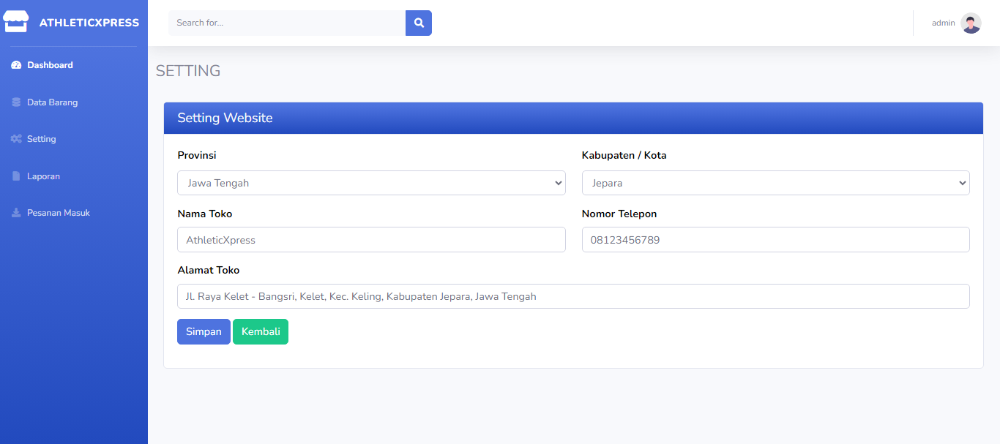 ATHLETICXPRESS
Search for...
admin
Dashboard
Data Barang
Setting
Laporan
Pesanan Masuk
SETTING
Setting Website
Provinsi
Kabupaten / Kota
Jawa Tengah
Jepara
Nama Toko
Nomor Telepon
AthleticXpress
08123456789
Alamat Toko
Jl. Raya Kelet - Bangsri, Kelet, Kec. Keling, Kabupaten Jepara, Jawa Tengah
Simpan
Kembali